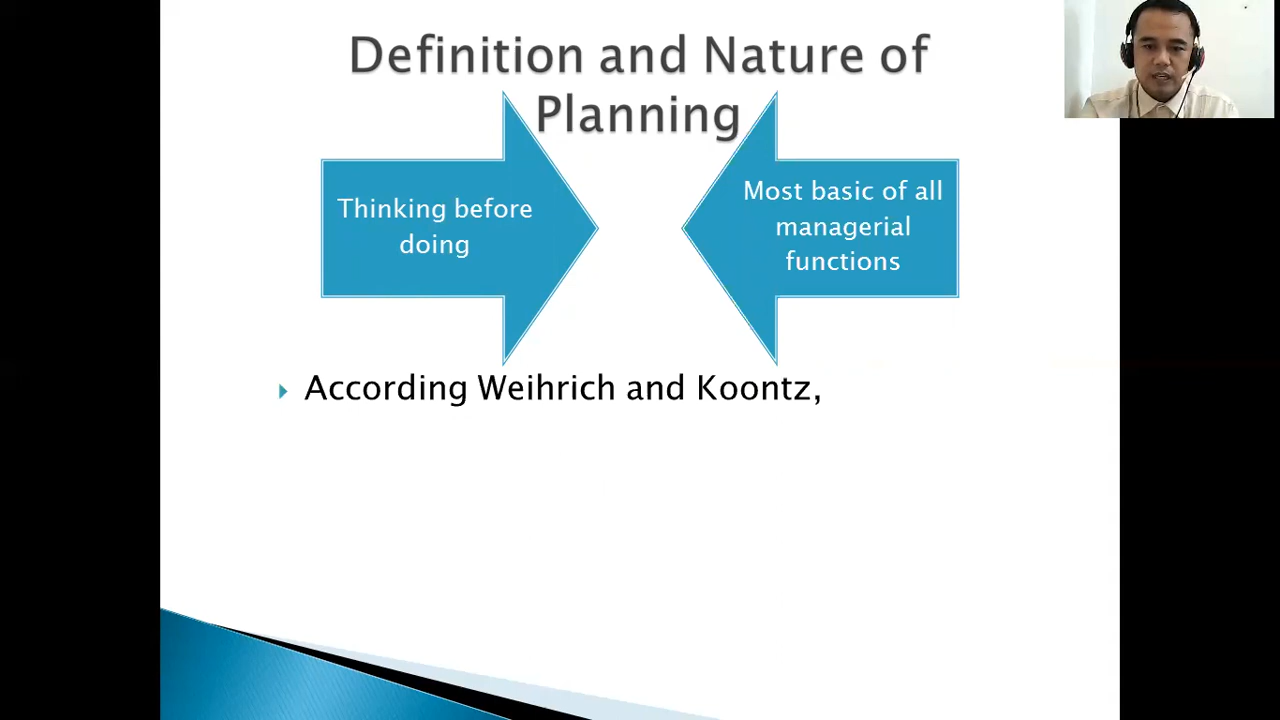 Definition and Nature of
Planning
Thinking before
doing
Most basic of all
managerial
functions
According Weihrich and Koontz,